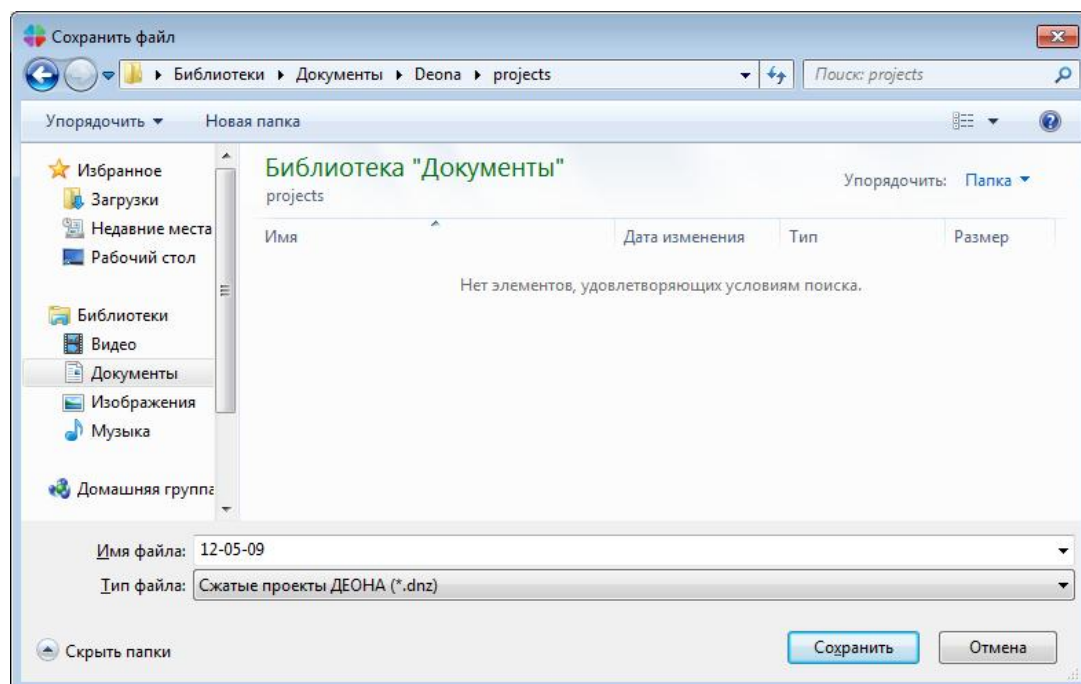 Сохранить файл
Библиотеки Документы Deona projects
Поиск: projects
Упорядочить Новая папка
Избранное
Загрузки
Недавние места
Рабочий стол
Библиотеки
Видео
Документы
Изображения
Музыка
Домашняя группа
Библиотека "Документы"
projects
Упорядочить: Папка
Имя Дата изменения Тип Размер
Нет элементов, удовлетворяющих условиям поиска.
Имя файла: 12-05-09
Тип файла: Сжатые проекты ДЕОНА (*.dnz)
Скрыть папки
Сохранить Отмена